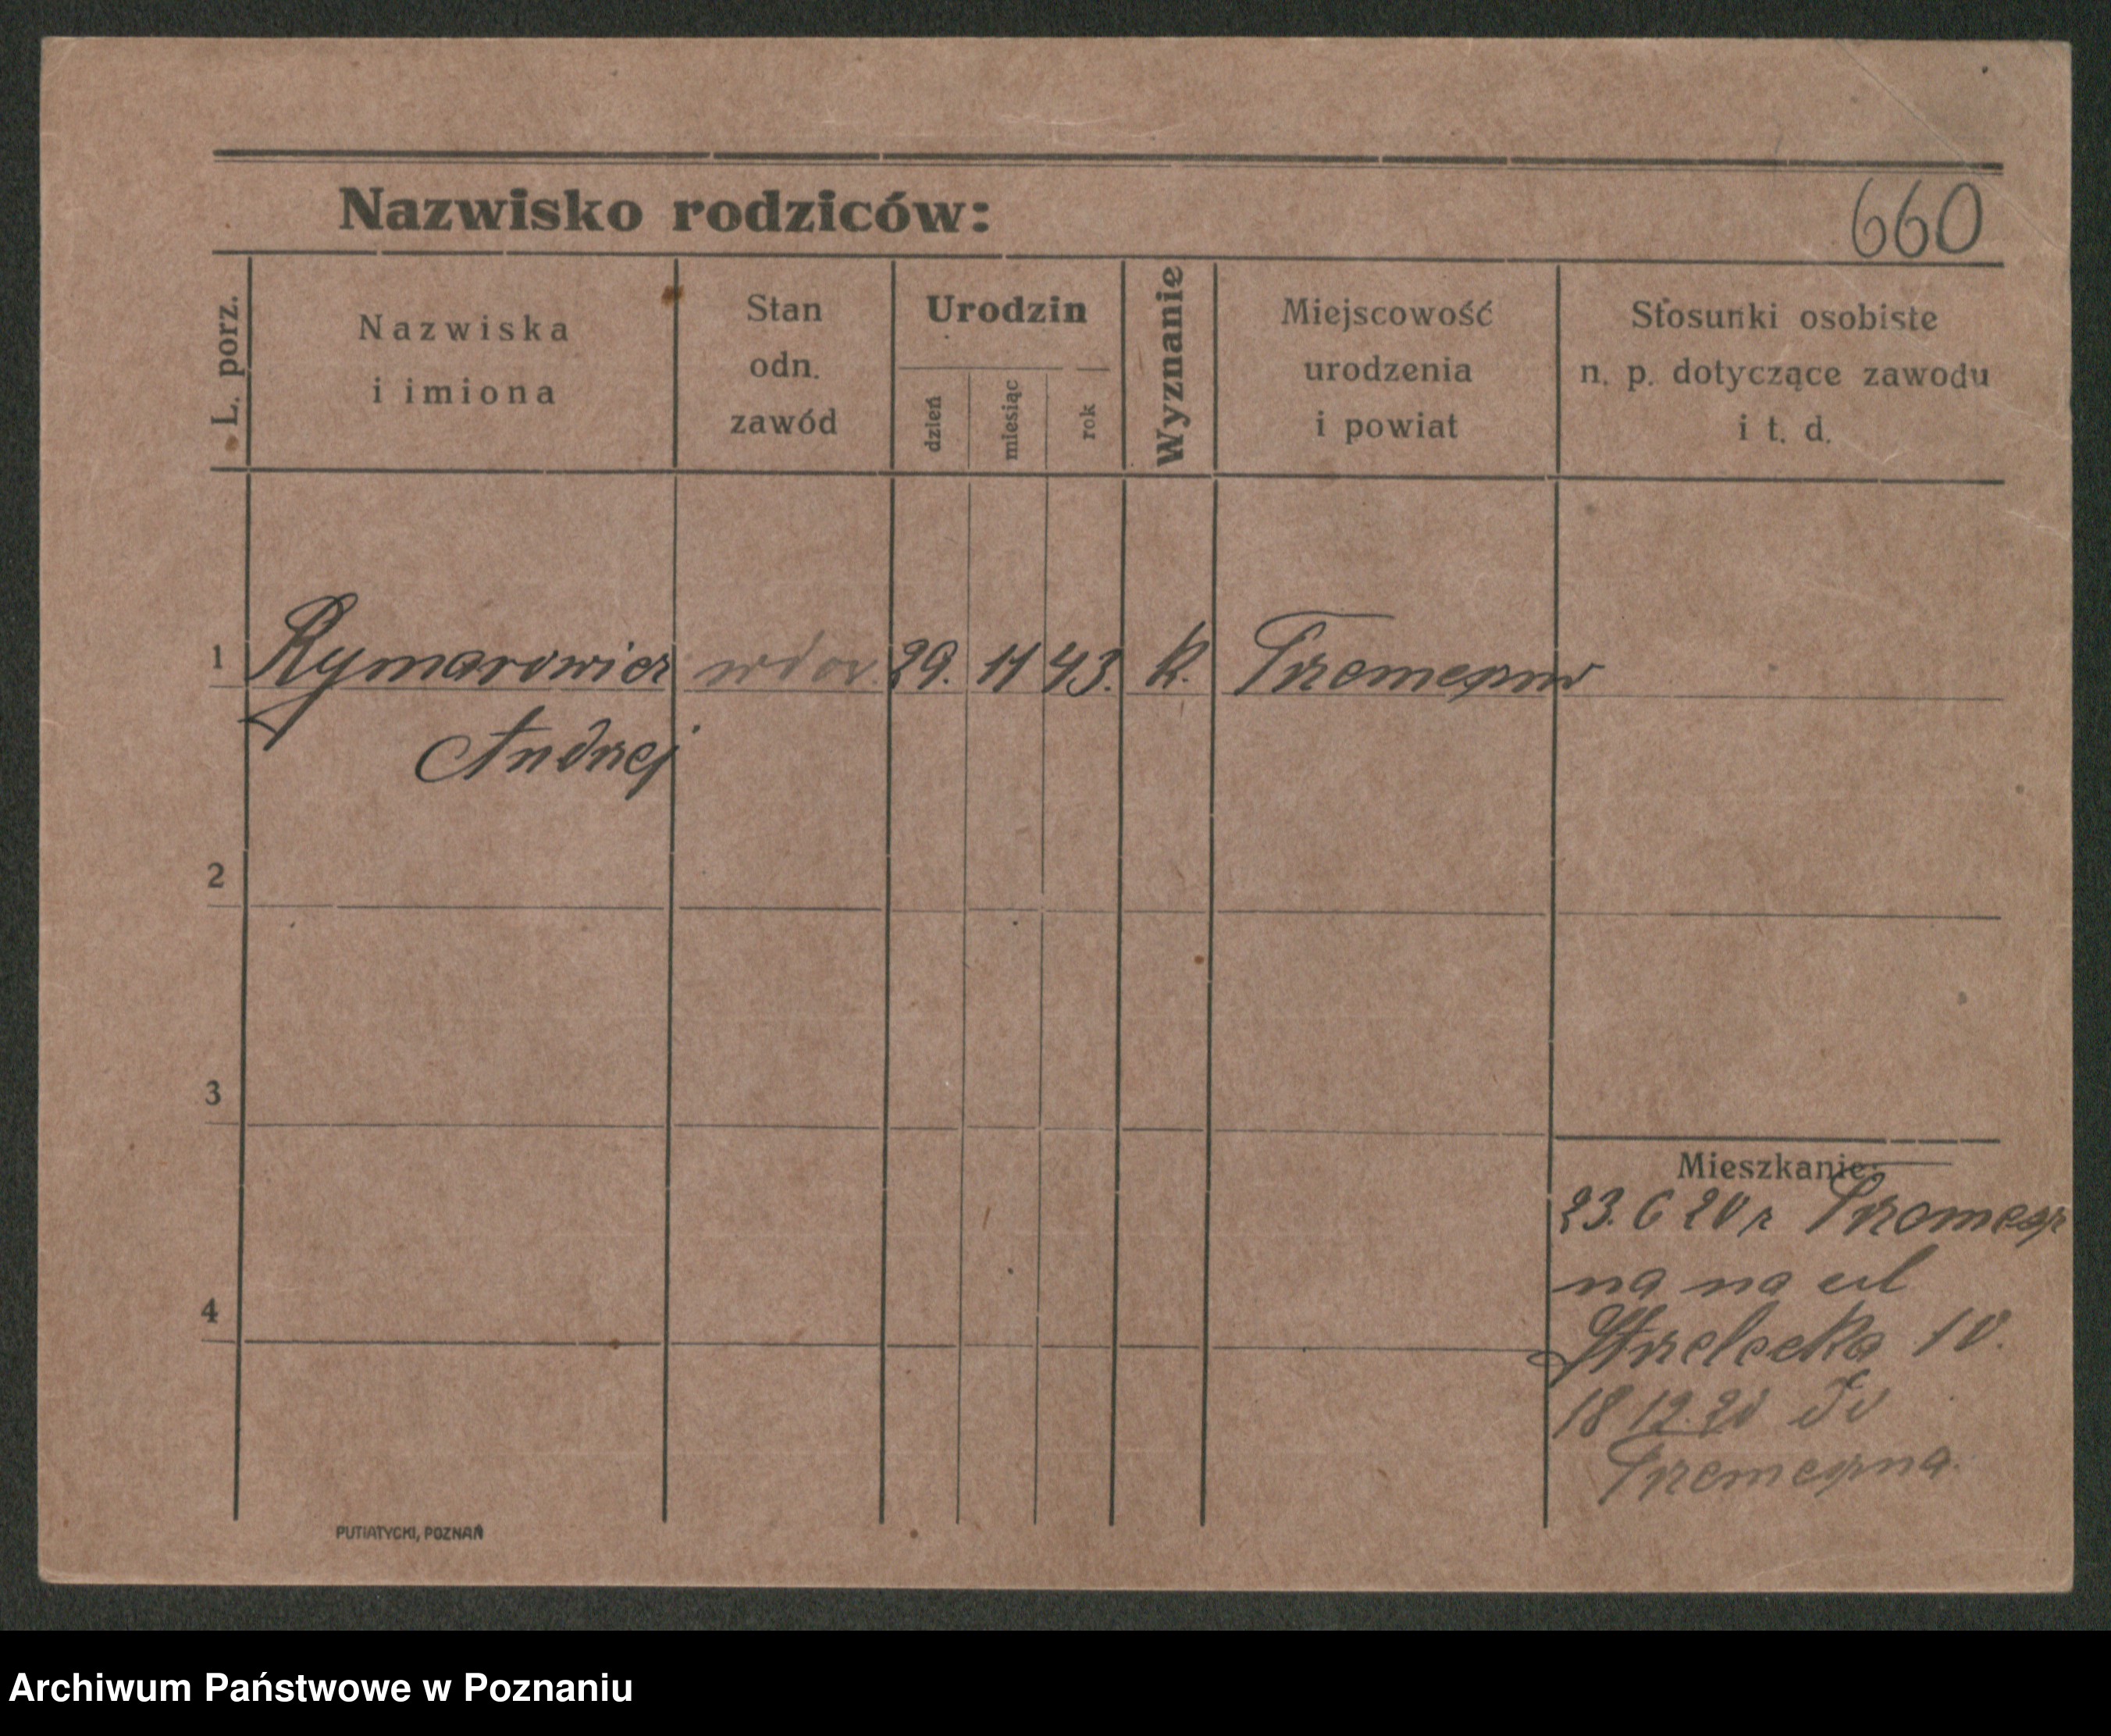 Nazwisko rodziców:
660
L. porz.
Nazwiska
i imiona
Stan
odn.
zawód
Urodzin
dzień
miesiąc
rok
Wyznanie
Miejscowość
urodzenia
i powiat
Stosunki osobiste
n. p. dotyczące zawodu
i t. d.
1 Rymarowicz wdow. 29. 11 43. k. Trzemeszno
Andrzej
2
3
4
Mieszkanie:
23. 6 20 r Trzemesz
na na ul
Strzelecka 10.
18 12. 20 do
Trzemeszna.
PUTIATYCKI, POZNAŃ
Archiwum Państwowe w Poznaniu